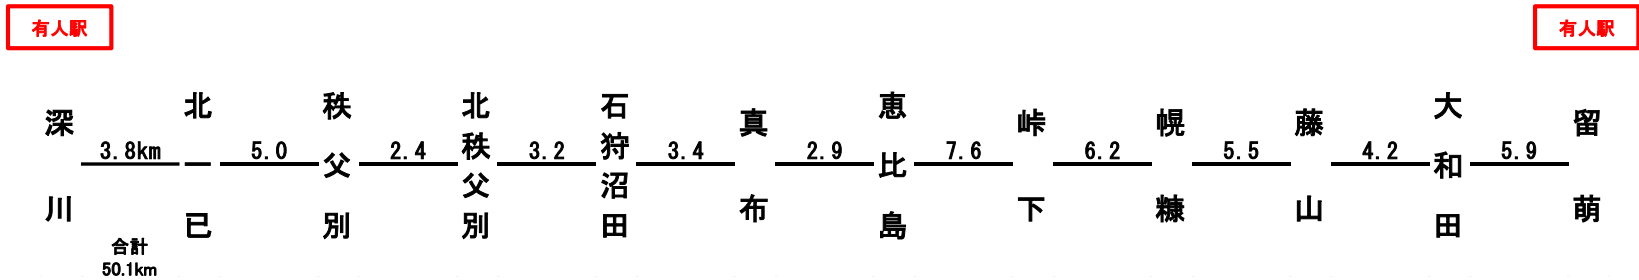 有人駅
有人駅
深川
3.8km
北一已
5.0
秩父別
2.4
北秩父別
3.2
石狩沼田
3.4
真布
2.9
恵比島
7.6
峠下
6.2
幌糠
5.5
藤山
4.2
大和田
5.9
留萌
合計
50.1km